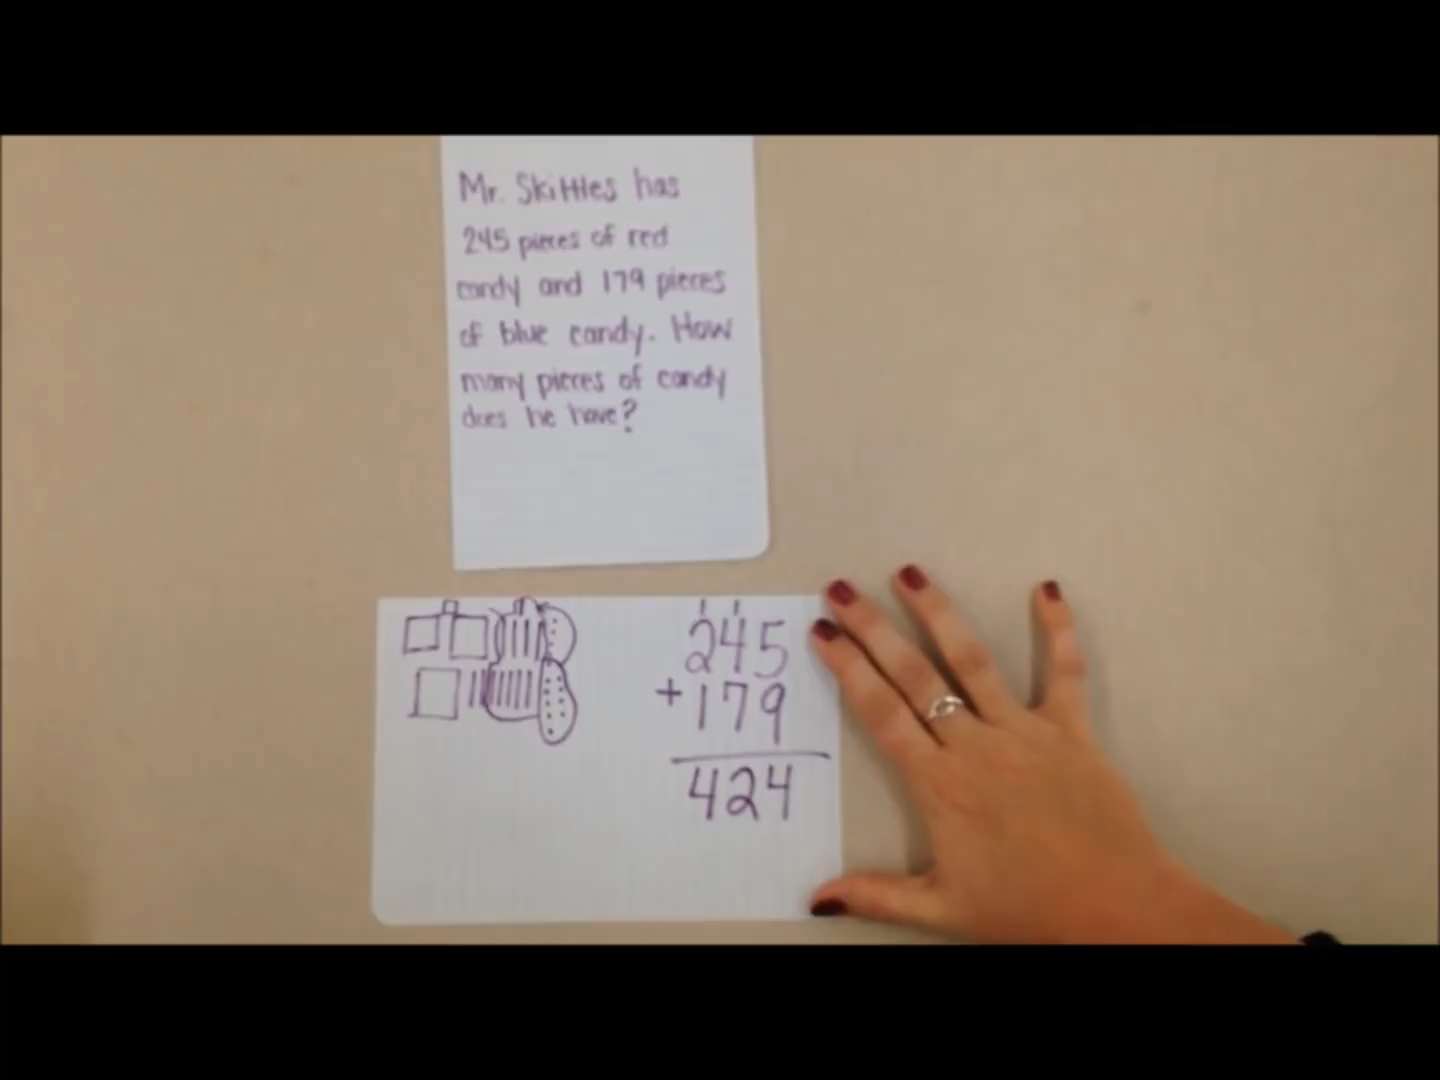 Mr. Skittles has
245 pieces of red
candy and 179 pieces
of blue candy. How
many pieces of candy
does he have?
1 1
245
+179
424